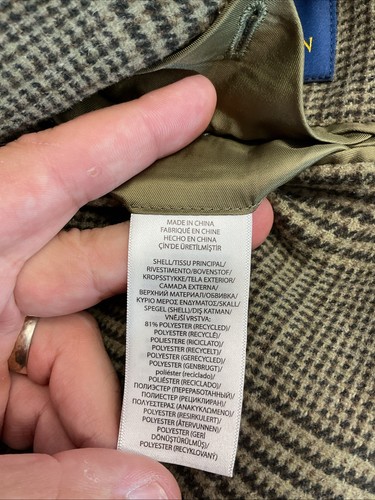 N
MADE IN CHINA
FABRIQUÉ EN CHINE
HECHO EN CHINA
ÇİN'DE ÜRETİLMİŞTİR
SHELL/TISSU PRINCIPAL/
RIVESTIMENTO/BOVENSTOF/
KROPSSTYKKE/TELA EXTERIOR/
CAMADA EXTERNA/
ВЕРХНИЙ МАТЕРИАЛ/ОБВИВКА/
ΚΥΡΙΟ ΜΕΡΟΣ ΕΝΔΥΜΑΤΟΣ/SKALL/
SPEGEL (SHELL)/DIŞ KATMAN/
VNĚJŠÍ VRSTVA:
81% POLYESTER (RECYCLED)/
POLYESTER (RECYCLÉ)/
POLIESTERE (RICICLATO)/
POLYESTER (RECYCELT)/
POLYESTER (GERECYCLED)/
POLYESTER (GENBRUGT)/
poliéster (reciclado)/
POLIÉSTER (RECICLADO)/
ПОЛИЭСТЕР (ПЕРЕРАБОТАННЫЙ)/
ПОЛИЕСТЕР (РЕЦИКЛИРАН)/
ΠΟΛΥΕΣΤΕΡΑΣ (ΑΝΑΚΥΚΛΩΜΕΝΟ)/
POLYESTER (RESIRKULERT)/
POLYESTER (ÅTERVUNNEN)/
POLYESTER (GERİ
DÖNÜŞTÜRÜLMÜŞ)/
POLYESTER (RECYKLOVANÝ)